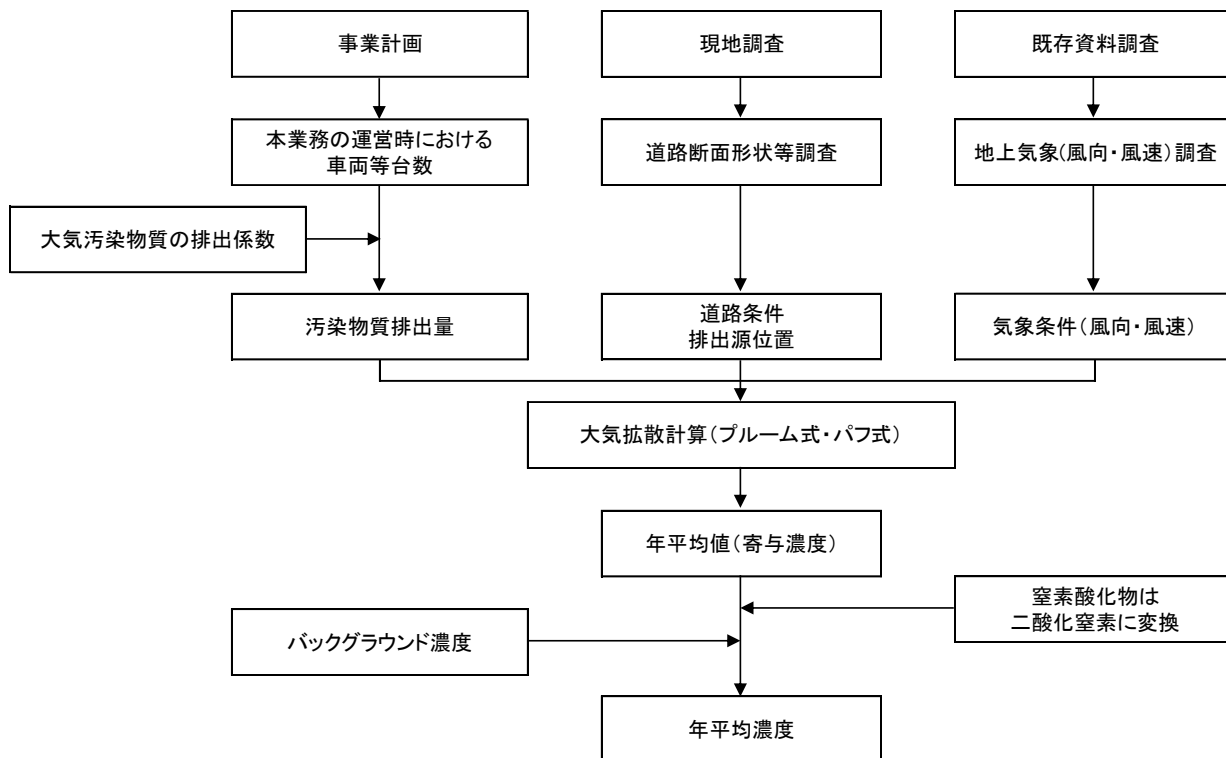 事業計画
現地調査
既存資料調査
本業務の運営時における
車両等台数
道路断面形状等調査
地上気象(風向・風速)調査
大気汚染物質の排出係数
汚染物質排出量
道路条件
排出源位置
気象条件(風向・風速)
大気拡散計算(プルーム式・パフ式)
年平均値(寄与濃度)
窒素酸化物は
二酸化窒素に変換
バックグラウンド濃度
年平均濃度